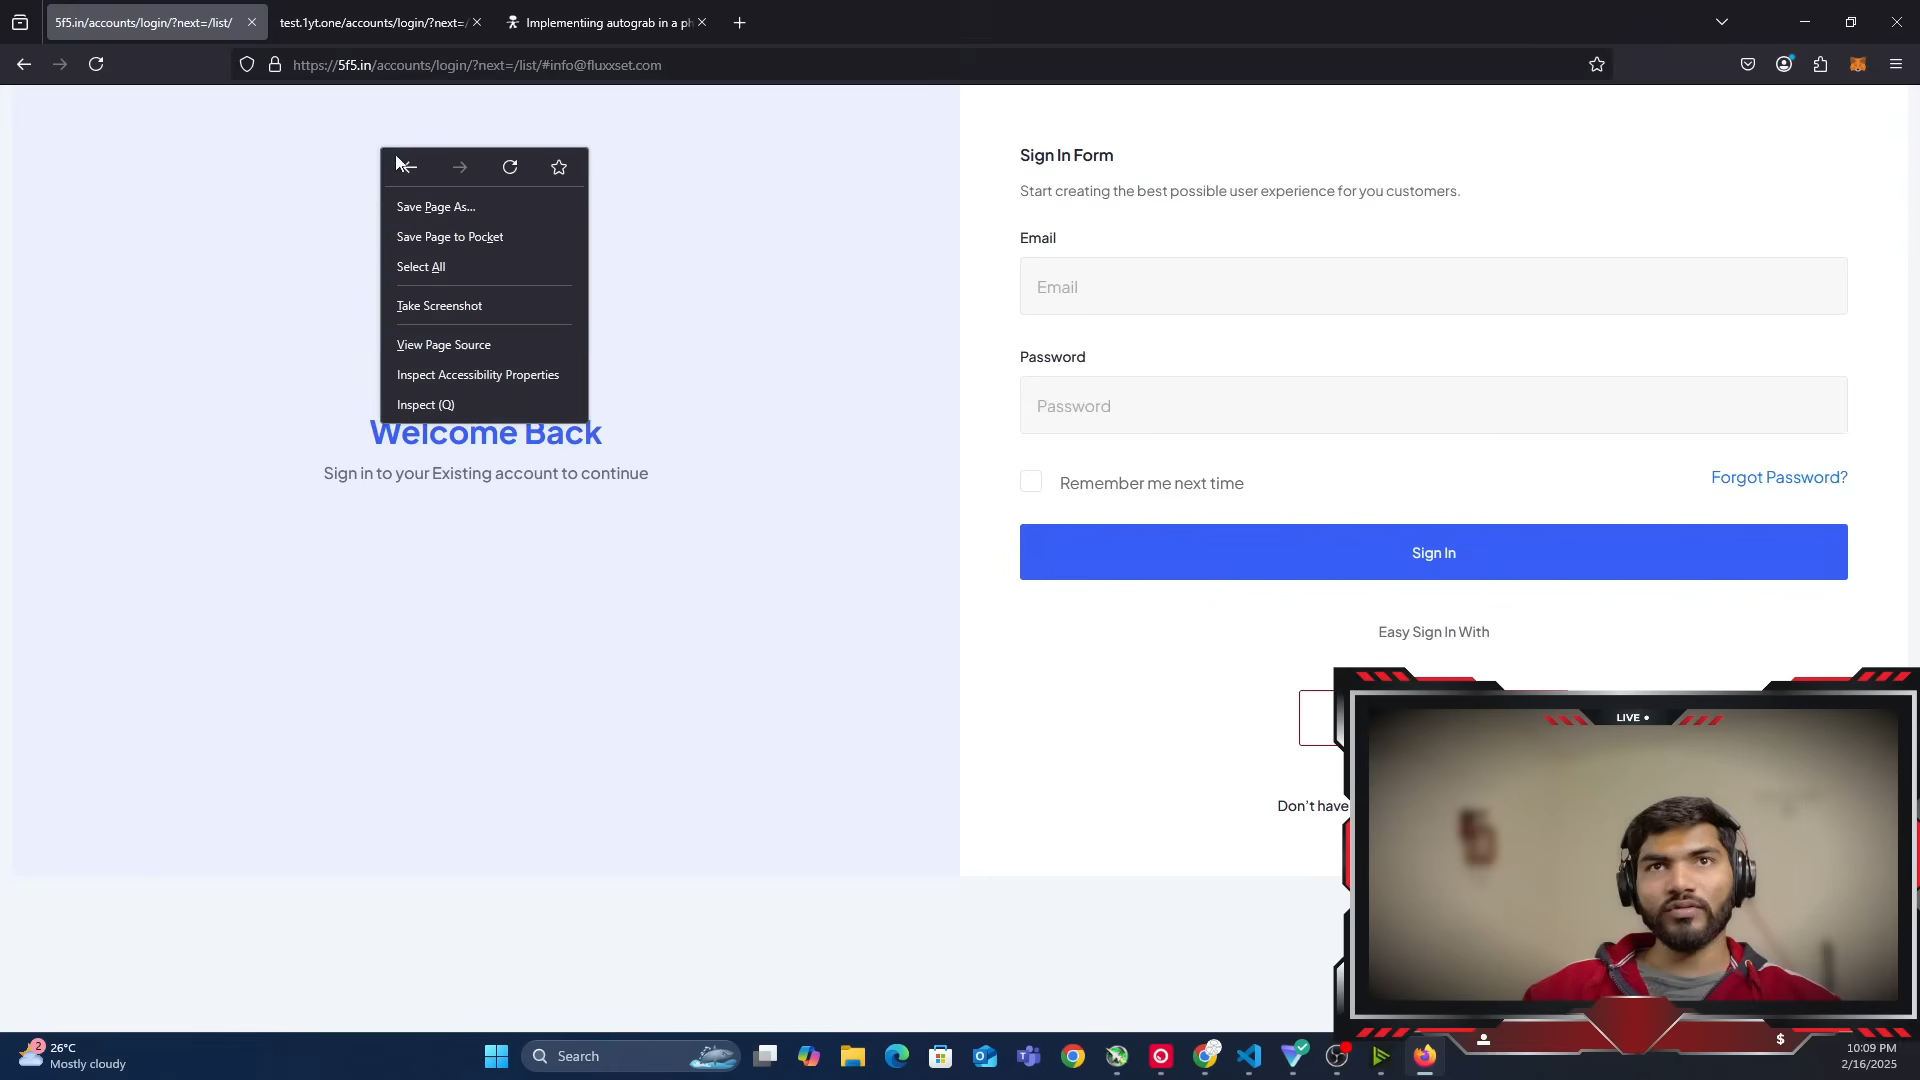 5f5.in/accounts/login/?next=/list/
test.1yt.one/accounts/login/?next=/
Implementiing autograb in a ph
https://5f5.in/accounts/login/?next=/list/#info@fluxxset.com
Save Page As...
Save Page to Pocket
Select All
Take Screenshot
View Page Source
Inspect Accessibility Properties
Inspect (Q)
Welcome Back
Sign in to your Existing account to continue
Sign In Form
Start creating the best possible user experience for you customers.
Email
Email
Password
Password
Remember me next time
Forgot Password?
Sign In
Easy Sign In With
Don't have
LIVE
$
2
26°C
Mostly cloudy
Search
10:09 PM
2/16/2025